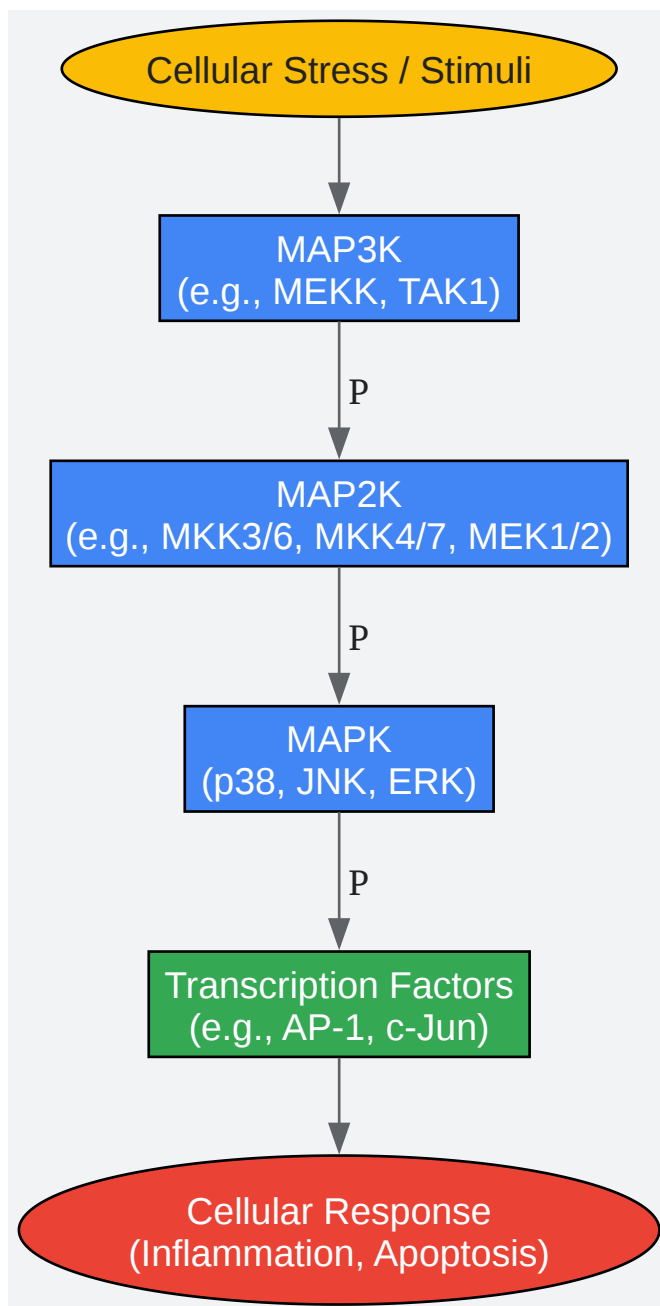 Cellular Stress / Stimuli
MAP3K
(e.g., MEKK, TAK1)
P
MAP2K
(e.g., MKK3/6, MKK4/7, MEK1/2)
P
MAPK
(p38, JNK, ERK)
P
Transcription Factors
(e.g., AP-1, c-Jun)
Cellular Response
(Inflammation, Apoptosis)